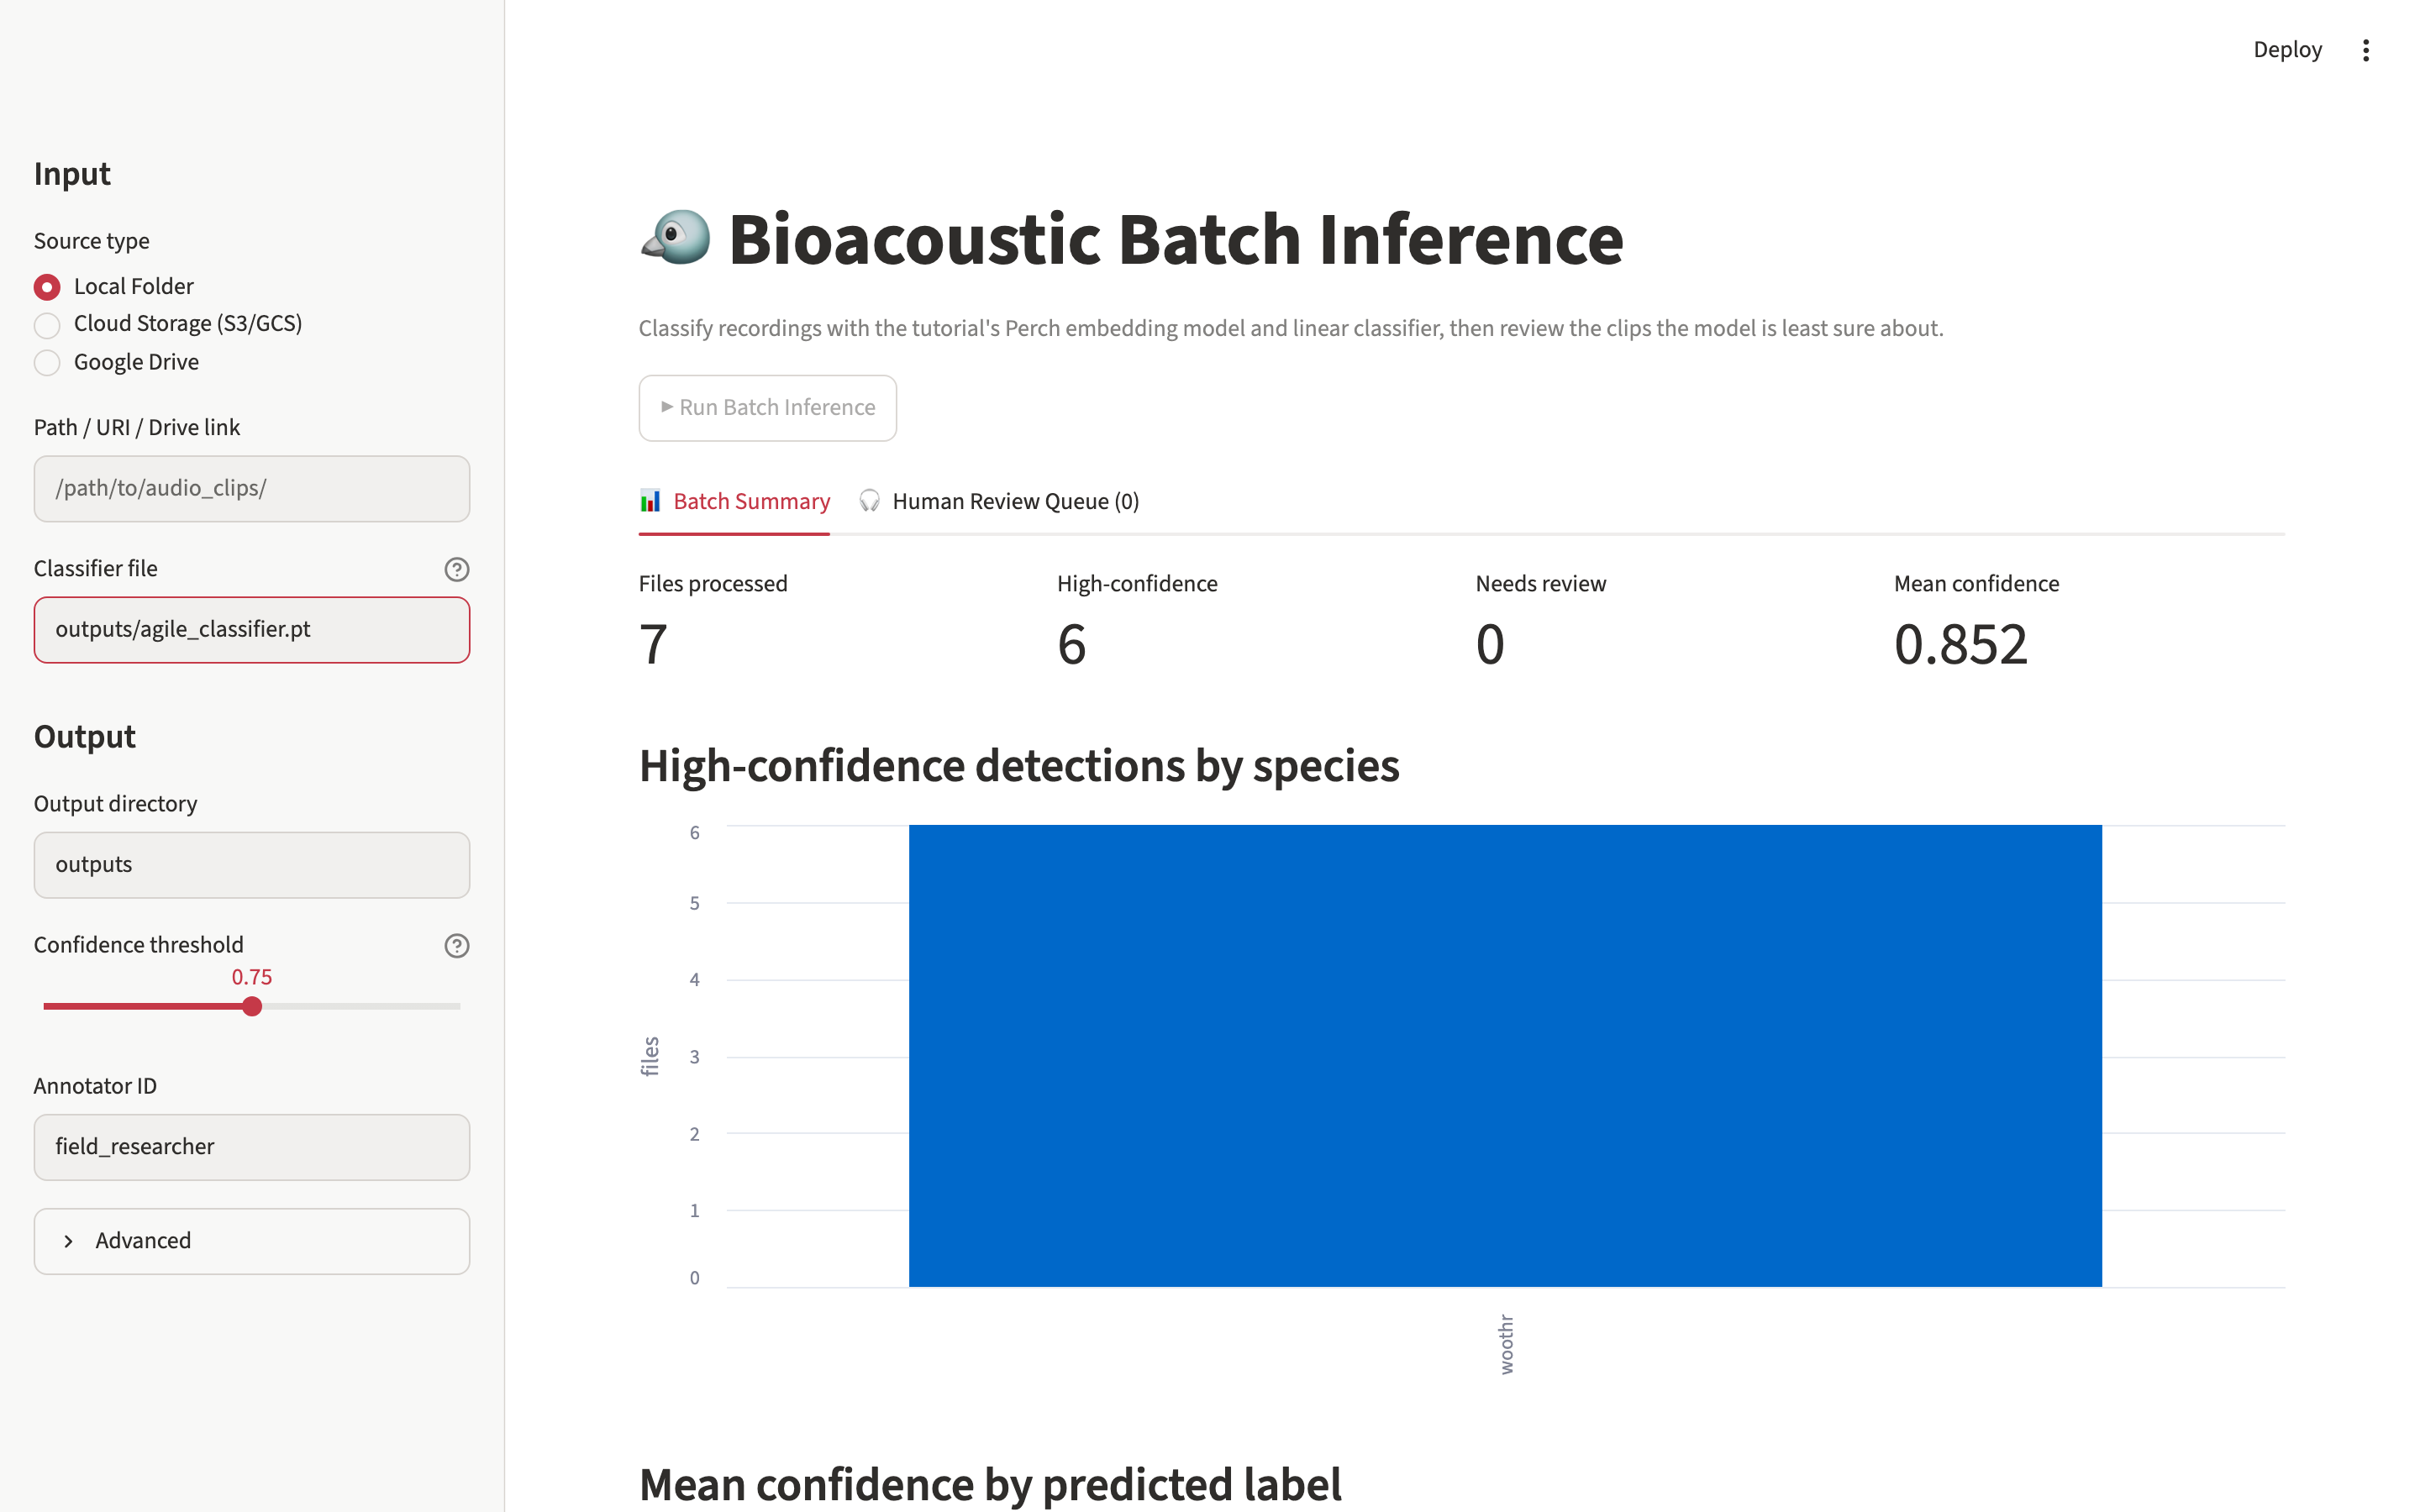 Deploy
Input
Source type
Local Folder
Cloud Storage (S3/GCS)
Google Drive
Path / URI / Drive link
/path/to/audio_clips/
Classifier file
outputs/agile_classifier.pt
Output
Output directory
outputs
Confidence threshold
0.75
Annotator ID
field_researcher
Advanced
Bioacoustic Batch Inference
Classify recordings with the tutorial's Perch embedding model and linear classifier, then review the clips the model is least sure about.
Run Batch Inference
Batch Summary Human Review Queue (0)
Files processed High-confidence Needs review Mean confidence
7 6 0 0.852
High-confidence detections by species
6
5
4
3
2
1
0
files
woothr
Mean confidence by predicted label